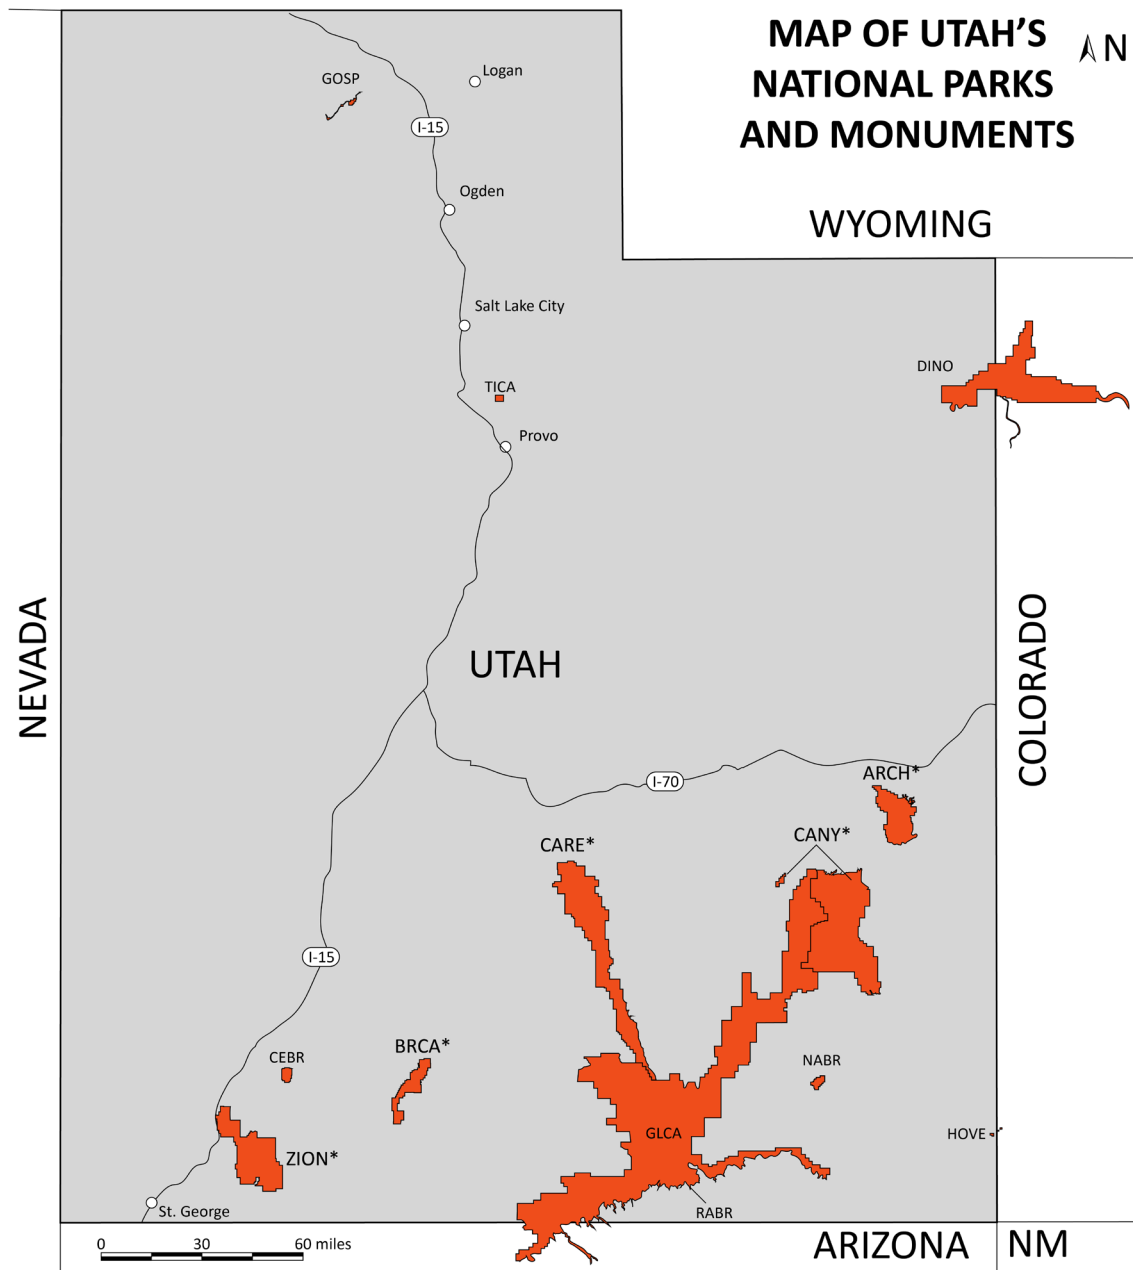 MAP OF UTAH'S
NATIONAL PARKS
AND MONUMENTS
N
WYOMING
GOSP
Logan
I-15
Ogden
Salt Lake City
DINO
TICA
Provo
NEVADA
UTAH
COLORADO
I-70
ARCH*
CARE*
CANY*
I-15
CEBR
BRCA*
NABR
GLCA
HOVE
ZION*
St. George
RABR
0 30 60 miles
ARIZONA
NM